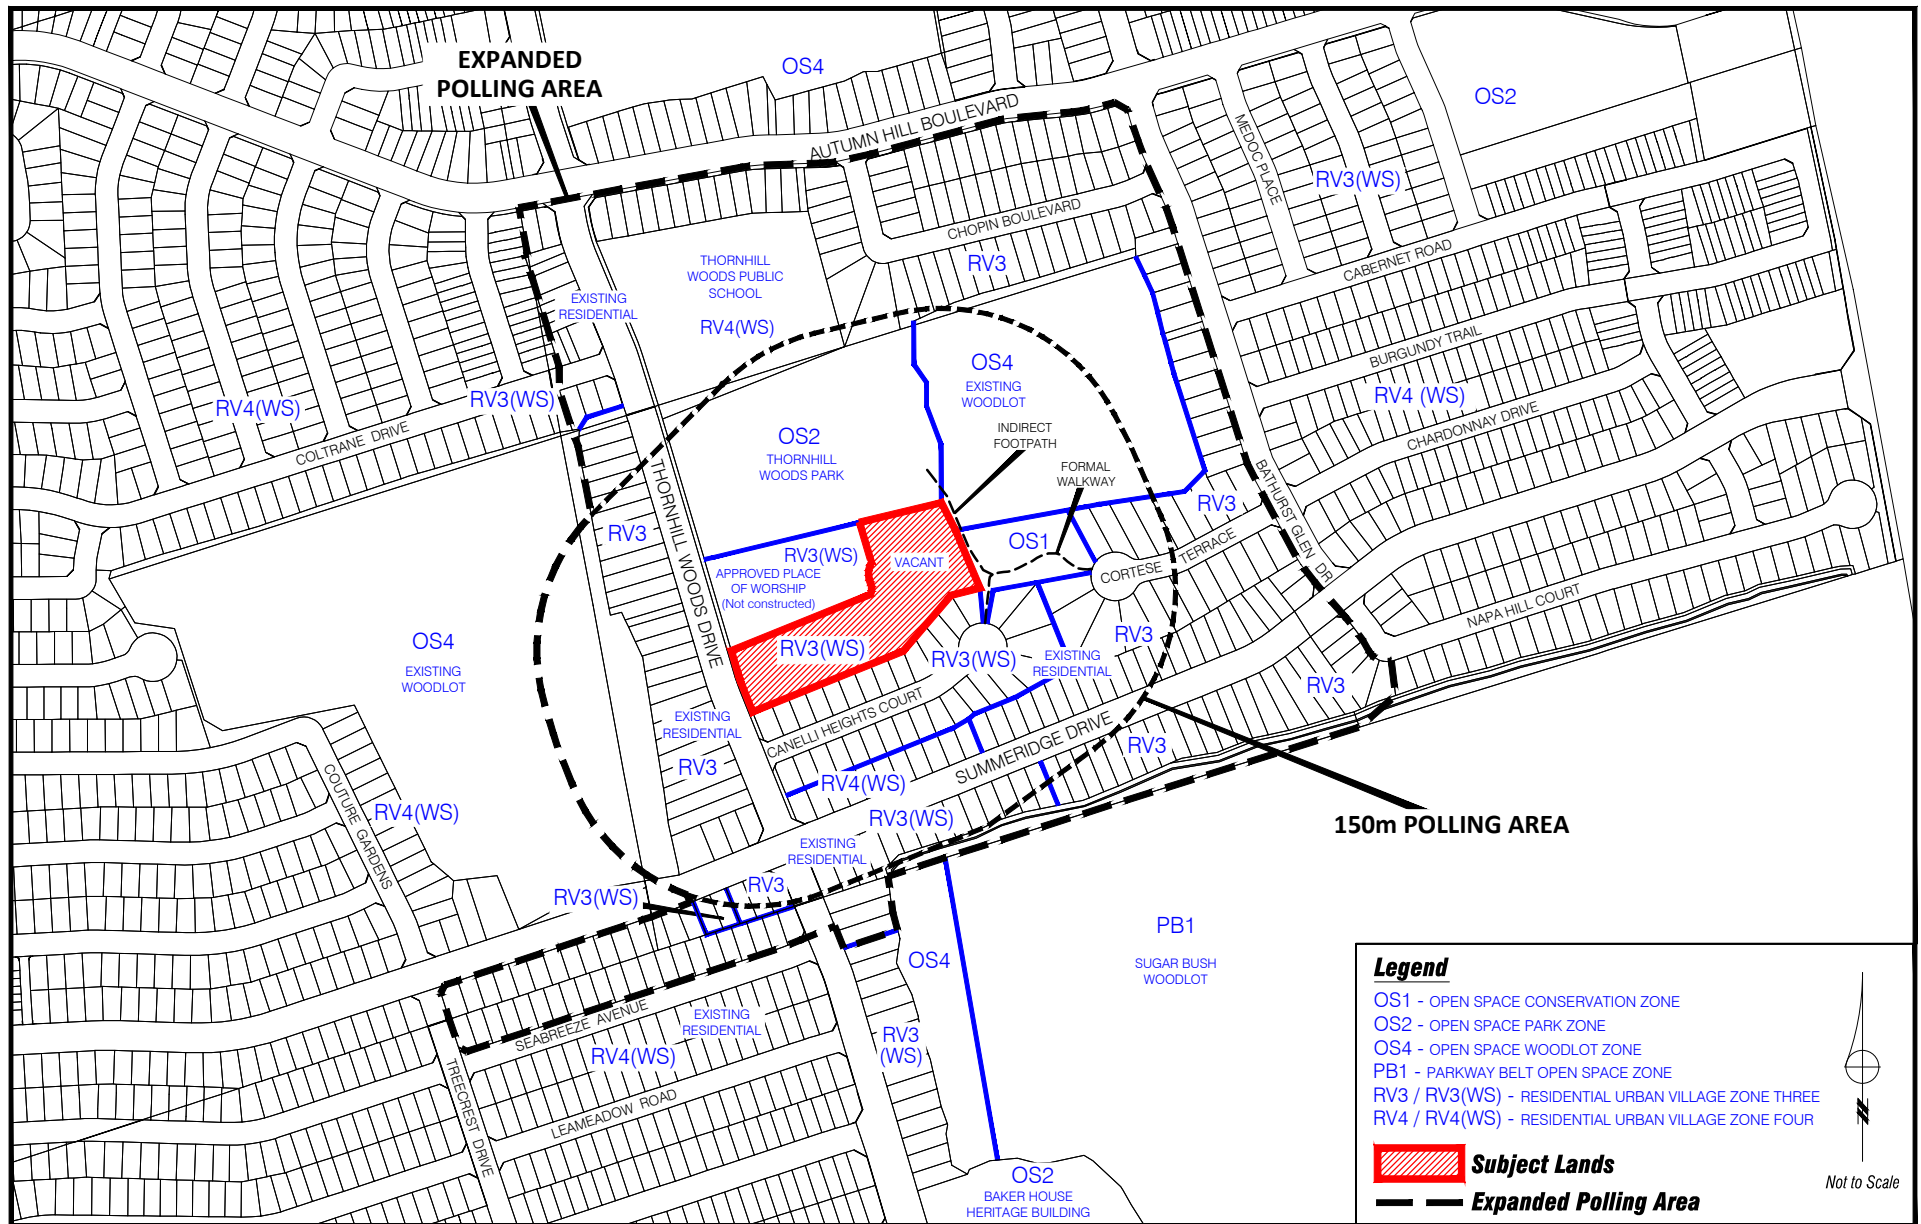 EXPANDED
POLLING AREA
OS4
OS2
AUTUMN HILL BOULEVARD
MEDOC PLACE
RV3(WS)
CHOPIN BOULEVARD
RV3
CABERNET ROAD
THORNHILL
WOODS PUBLIC
SCHOOL
RV4(WS)
EXISTING
RESIDENTIAL
BURGUNDY TRAIL
RV4 (WS)
CHARDONNAY DRIVE
OS4
EXISTING
WOODLOT
RV4(WS)
RV3(WS)
COLTRANE DRIVE
INDIRECT
FOOTPATH
OS2
THORNHILL
WOODS PARK
FORMAL
WALKWAY
THORNHILL WOODS DRIVE
BATHURST GLEN DR
RV3
RV3
OS1
CORTESE TERRACE
RV3(WS)
APPROVED PLACE
OF WORSHIP
(Not constructed)
VACANT
NAPA HILL COURT
OS4
EXISTING
WOODLOT
RV3(WS)
RV3(WS)
RV3
EXISTING
RESIDENTIAL
RV3
EXISTING
RESIDENTIAL
RV3
CANELLI HEIGHTS COURT
SUMMERIDGE DRIVE
RV3
RV4(WS)
RV3(WS)
150m POLLING AREA
COUTURE GARDENS
RV4(WS)
EXISTING
RESIDENTIAL
RV3
RV3(WS)
PB1
SUGAR BUSH
WOODLOT
OS4
SEABREEZE AVENUE
EXISTING
RESIDENTIAL
RV4(WS)
RV3
(WS)
TREECREST DRIVE
LEAMEADOW ROAD
OS2
BAKER HOUSE
HERITAGE BUILDING
Legend
OS1 - OPEN SPACE CONSERVATION ZONE
OS2 - OPEN SPACE PARK ZONE
OS4 - OPEN SPACE WOODLOT ZONE
PB1 - PARKWAY BELT OPEN SPACE ZONE
RV3 / RV3(WS) - RESIDENTIAL URBAN VILLAGE ZONE THREE
RV4 / RV4(WS) - RESIDENTIAL URBAN VILLAGE ZONE FOUR
Subject Lands
Expanded Polling Area
N
Not to Scale